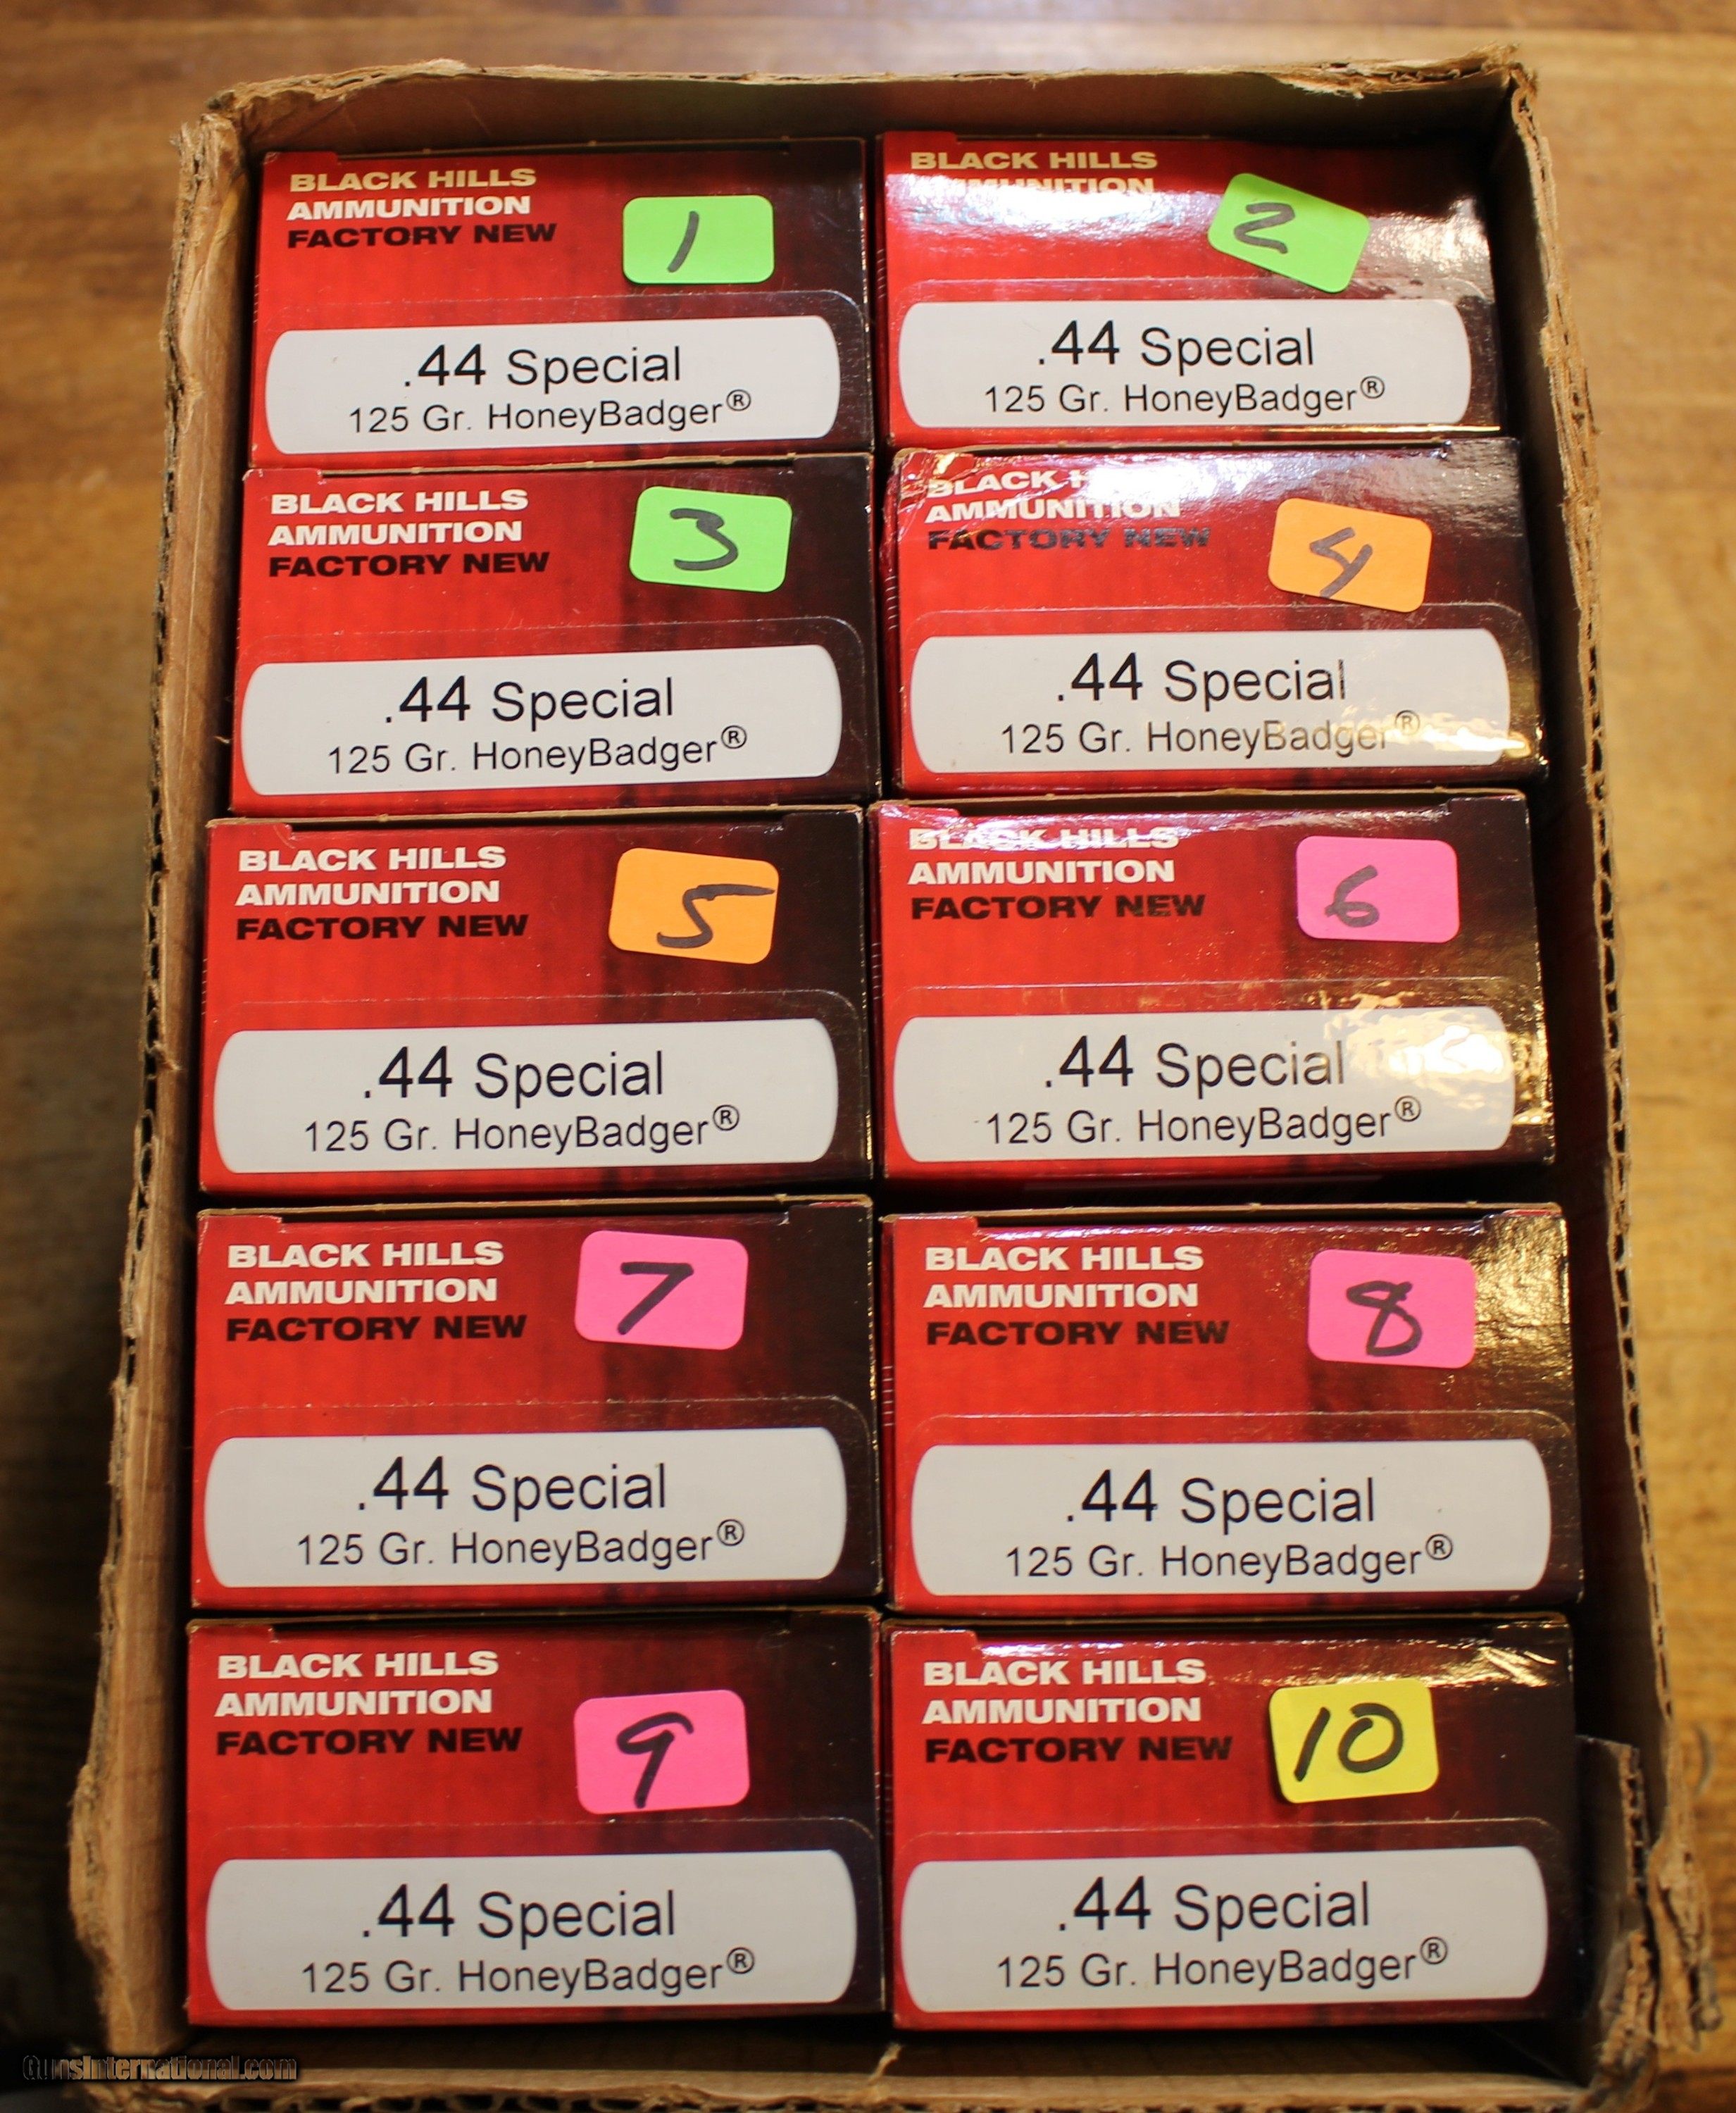 BLACK HILLS
AMMUNITION
FACTORY NEW
1
.44 Special
125 Gr. HoneyBadger®
BLACK HILLS
AMMUNITION
2
.44 Special
125 Gr. HoneyBadger®
BLACK HILLS
AMMUNITION
FACTORY NEW
3
.44 Special
125 Gr. HoneyBadger®
BLACK H
AMMUNITION
FACTORY NEW
4
.44 Special
125 Gr. HoneyBadger®
BLACK HILLS
AMMUNITION
FACTORY NEW
5
.44 Special
125 Gr. HoneyBadger®
BLACK HILLS
AMMUNITION
FACTORY NEW
6
.44 Special
125 Gr. HoneyBadger®
BLACK HILLS
AMMUNITION
FACTORY NEW
7
.44 Special
125 Gr. HoneyBadger®
BLACK HILLS
AMMUNITION
FACTORY NEW
8
.44 Special
125 Gr. HoneyBadger®
BLACK HILLS
AMMUNITION
FACTORY NEW
9
.44 Special
125 Gr. HoneyBadger®
BLACK HILLS
AMMUNITION
FACTORY NEW
10
.44 Special
125 Gr. HoneyBadger®
GunsInternational.com